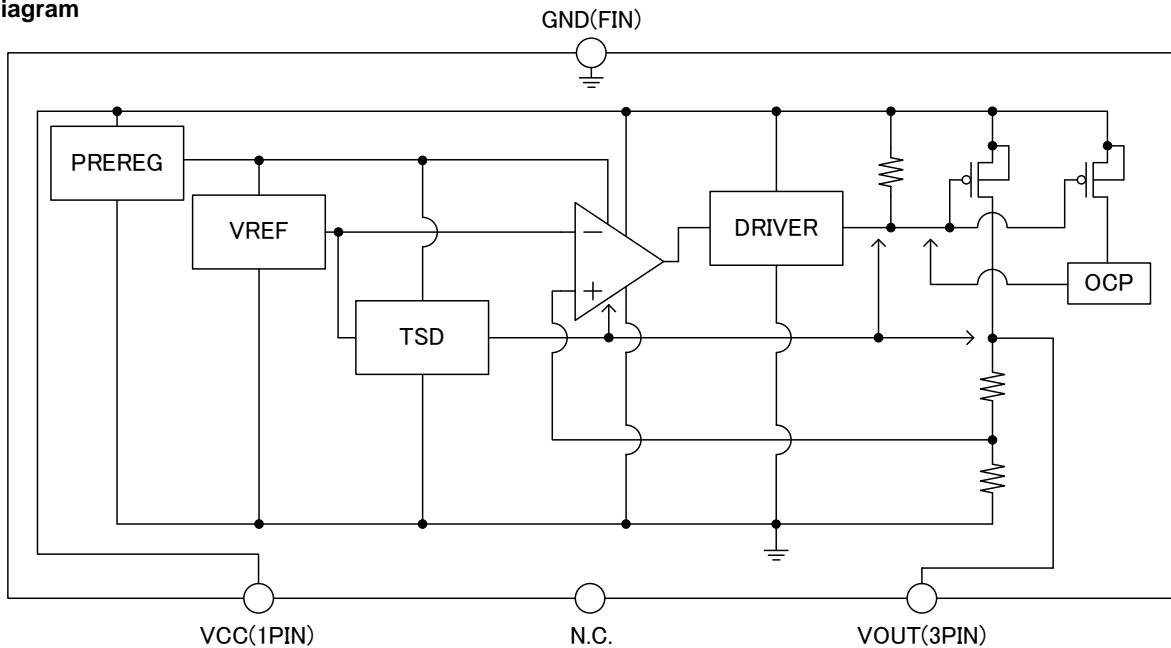 iagram
GND(FIN)
PREREG
VREF
DRIVER
OCP
TSD
−
+
VCC(1PIN)
N.C.
VOUT(3PIN)